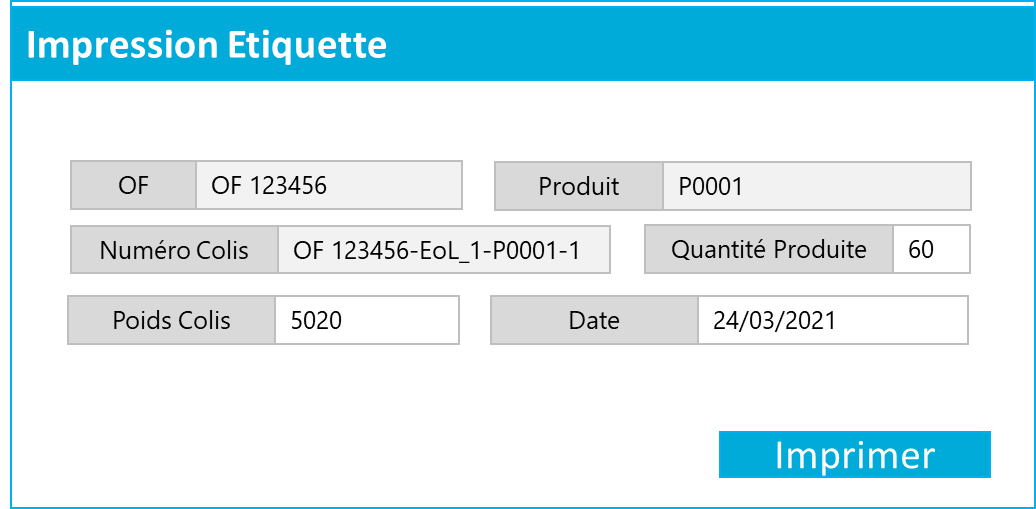 Impression Etiquette
OF OF 123456 Produit P0001
Numéro Colis OF 123456-EoL_1-P0001-1 Quantité Produite 60
Poids Colis 5020 Date 24/03/2021
Imprimer